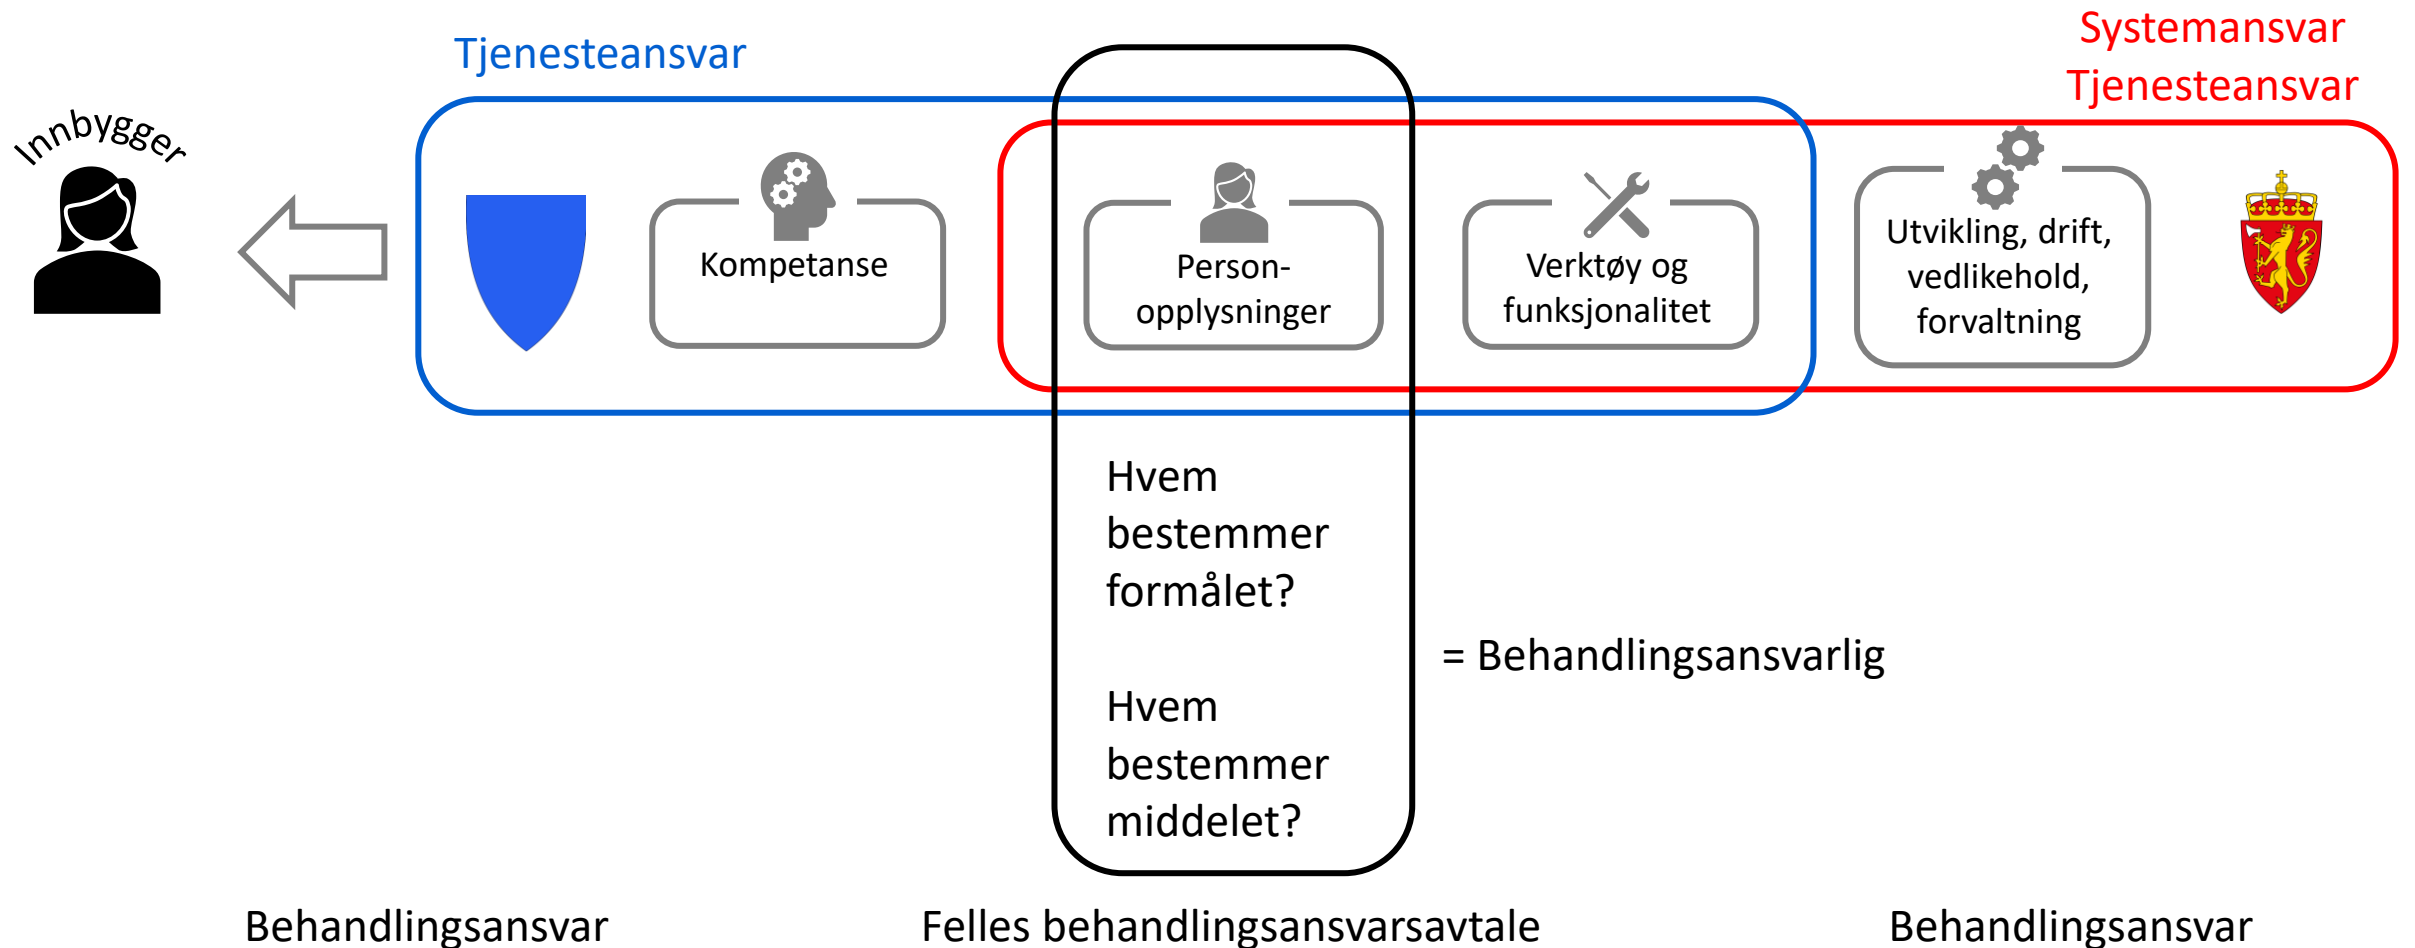 Tjenesteansvar
Systemansvar
Tjenesteansvar
Innbygger
Kompetanse
Person-
opplysninger
Verktøy og
funksjonalitet
Utvikling, drift,
vedlikehold,
forvaltning
Hvem
bestemmer
formålet?
= Behandlingsansvarlig
Hvem
bestemmer
middelet?
Behandlingsansvar
Felles behandlingsansvarsavtale
Behandlingsansvar